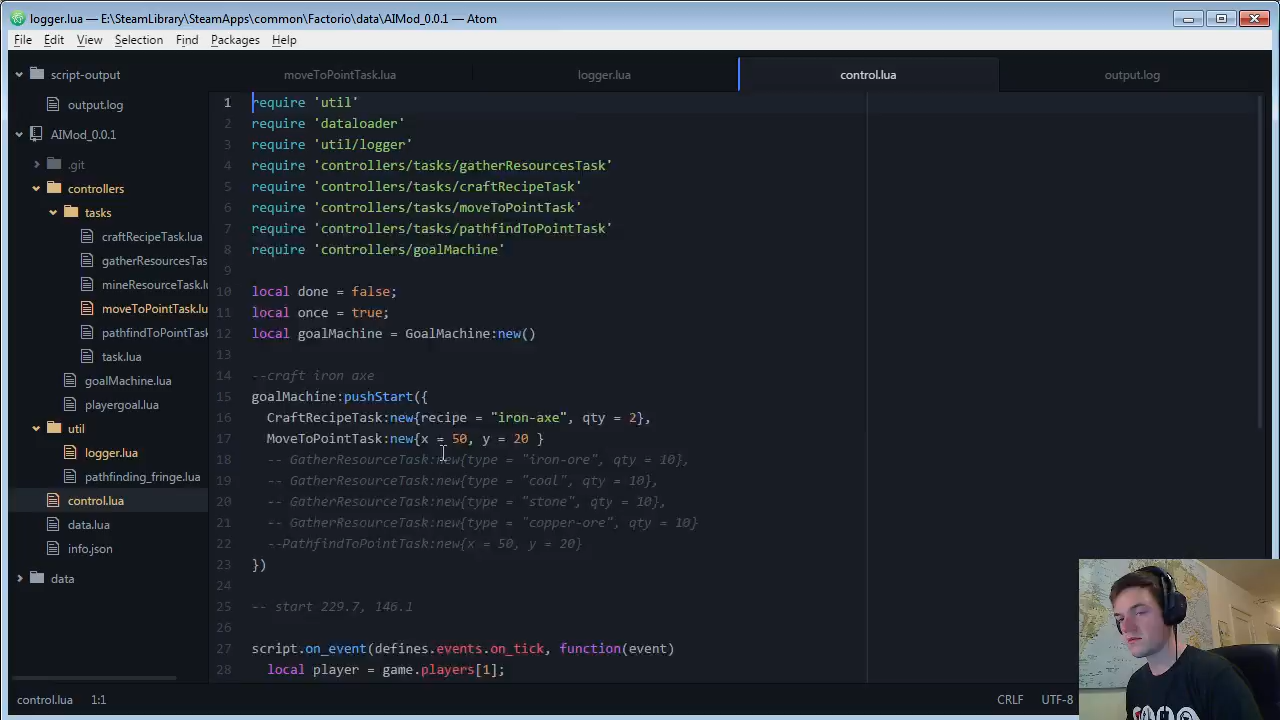 logger.lua — E:\SteamLibrary\SteamApps\common\Factorio\data\AIMod_0.0.1 — Atom
File Edit View Selection Find Packages Help
script-output
output.log
AIMod_0.0.1
.git
controllers
tasks
craftRecipeTask.lua
gatherResourcesTas
mineResourceTask.lu
moveToPointTask.lu
pathfindToPointTask
task.lua
goalMachine.lua
playergoal.lua
util
logger.lua
pathfinding_fringe.lua
control.lua
data.lua
info.json
data
moveToPointTask.lua logger.lua control.lua output.log
1 require 'util'
2 require 'dataloader'
3 require 'util/logger'
4 require 'controllers/tasks/gatherResourcesTask'
5 require 'controllers/tasks/craftRecipeTask'
6 require 'controllers/tasks/moveToPointTask'
7 require 'controllers/tasks/pathfindToPointTask'
8 require 'controllers/goalMachine'
9
10 local done = false;
11 local once = true;
12 local goalMachine = GoalMachine:new()
13
14 --craft iron axe
15 goalMachine:pushStart({
16 CraftRecipeTask:new{recipe = "iron-axe", qty = 2},
17 MoveToPointTask:new{x = 50, y = 20 }
18 -- GatherResourceTask:new{type = "iron-ore", qty = 10},
19 -- GatherResourceTask:new{type = "coal", qty = 10},
20 -- GatherResourceTask:new{type = "stone", qty = 10},
21 -- GatherResourceTask:new{type = "copper-ore", qty = 10}
22 --PathfindToPointTask:new{x = 50, y = 20}
23 })
24
25 -- start 229.7, 146.1
26
27 script.on_event(defines.events.on_tick, function(event)
28 local player = game.players[1];
control.lua 1:1 CRLF UTF-8